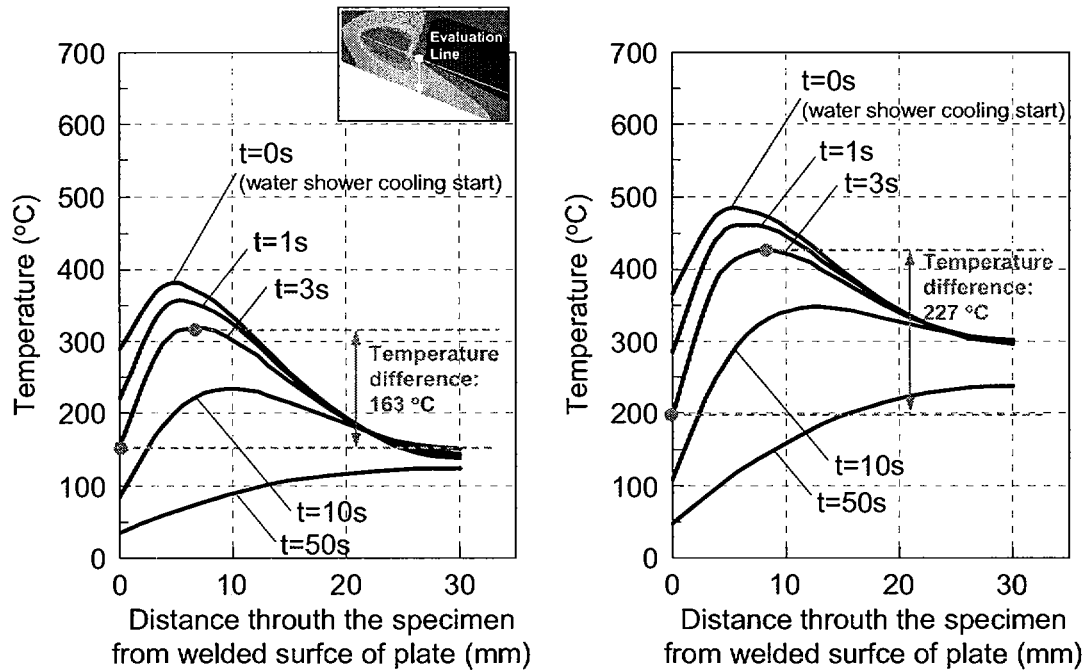 Evaluation
Line
700
600
500
400
300
200
100
0
Temperature (°C)
t=0s
(water shower cooling start)
t=1s
t=3s
Temperature
difference:
163 °C
t=10s
t=50s
0
10
20
30
Distance throuth the specimen
from welded surfce of plate (mm)
700
600
500
400
300
200
100
0
Temperature (°C)
t=0s
(water shower cooling start)
t=1s
t=3s
Temperature
difference:
227 °C
t=10s
t=50s
0
10
20
30
Distance throuth the specimen
from welded surfce of plate (mm)